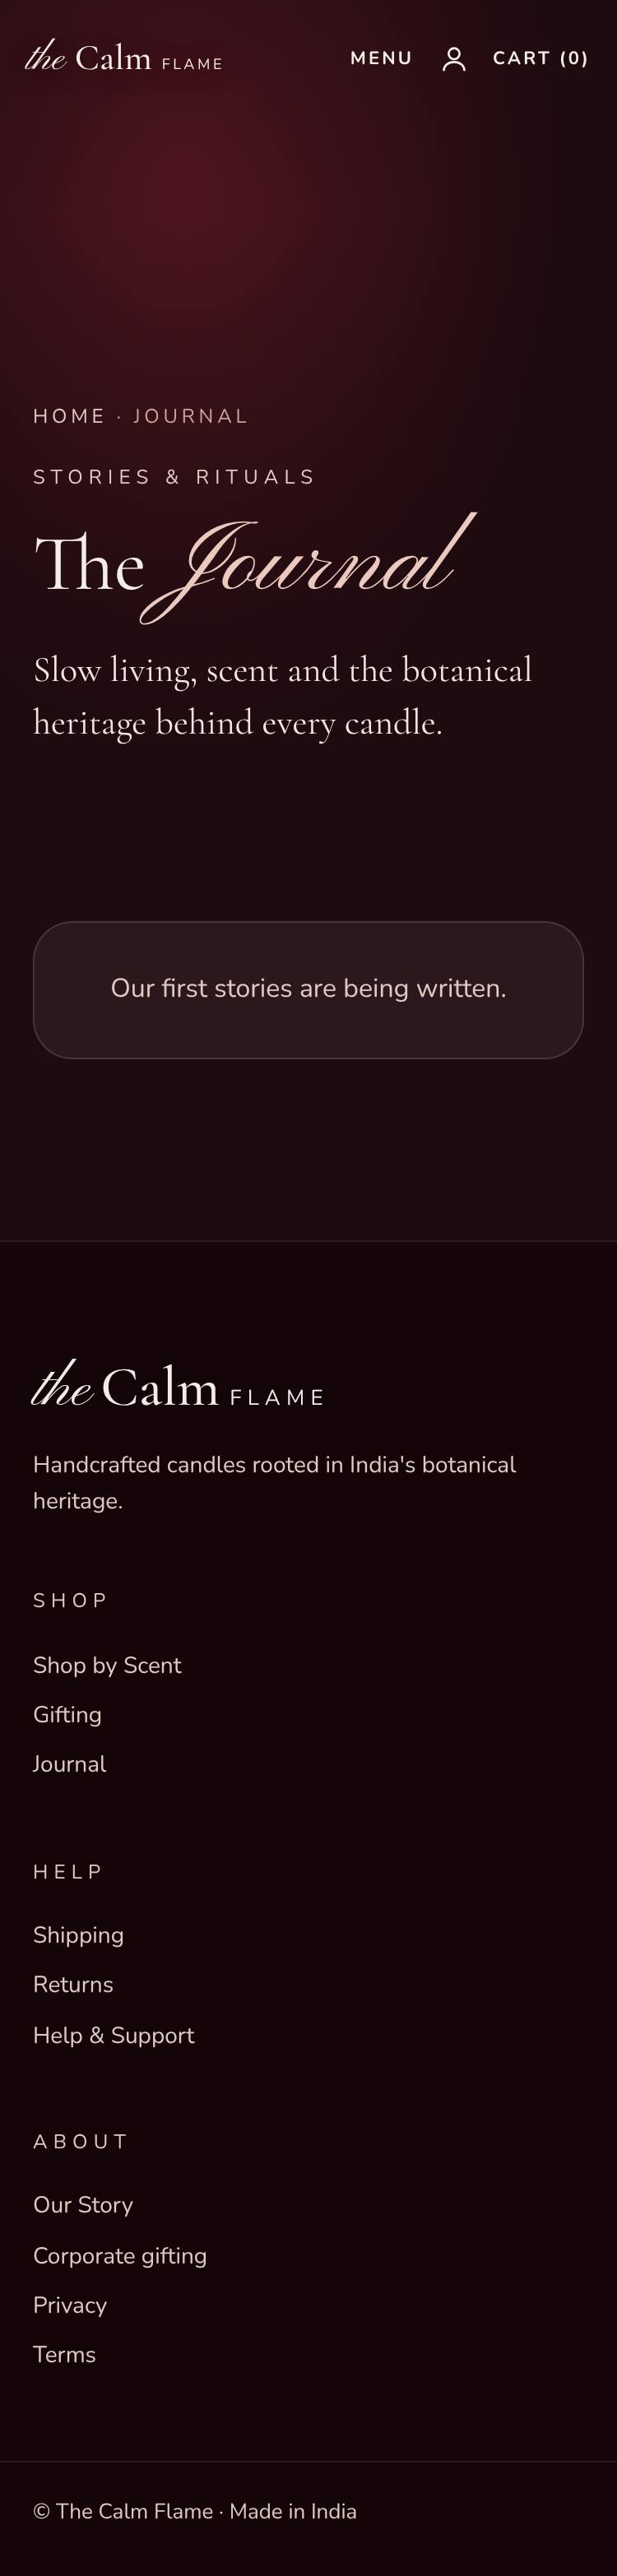 the Calm FLAME MENU CART (0)
HOME · JOURNAL
STORIES & RITUALS
The Journal
Slow living, scent and the botanical
heritage behind every candle.
Our first stories are being written.
the Calm FLAME
Handcrafted candles rooted in India's botanical
heritage.
SHOP
Shop by Scent
Gifting
Journal
HELP
Shipping
Returns
Help & Support
ABOUT
Our Story
Corporate gifting
Privacy
Terms
© The Calm Flame · Made in India